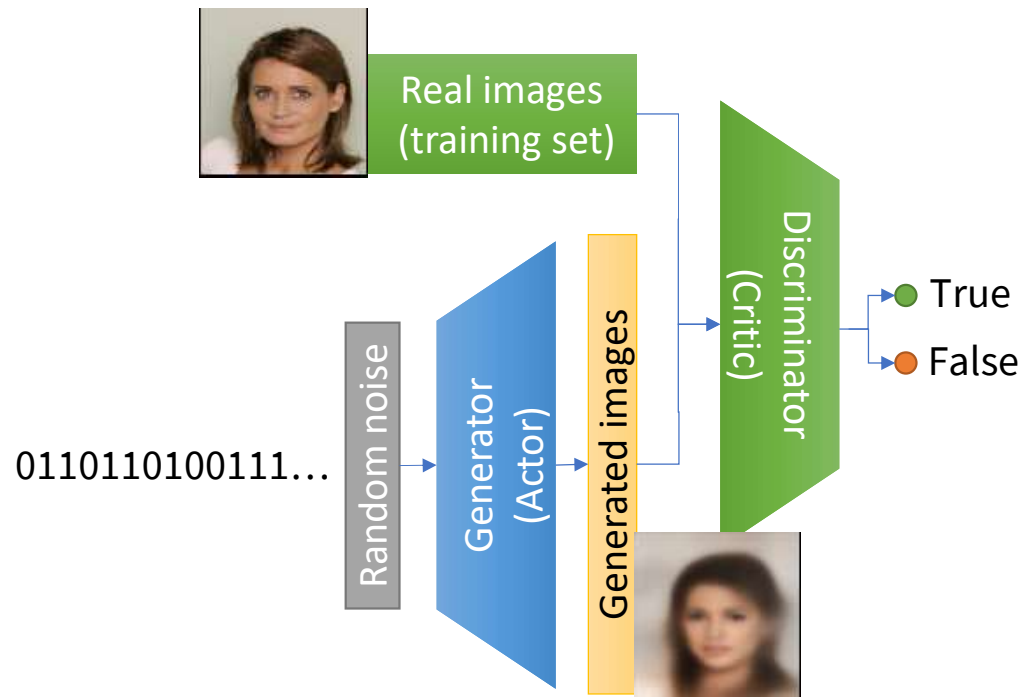 Real images
(training set)
Discriminator
(Critic)
True
False
0110110100111...
Random noise
Generator
(Actor)
Generated images